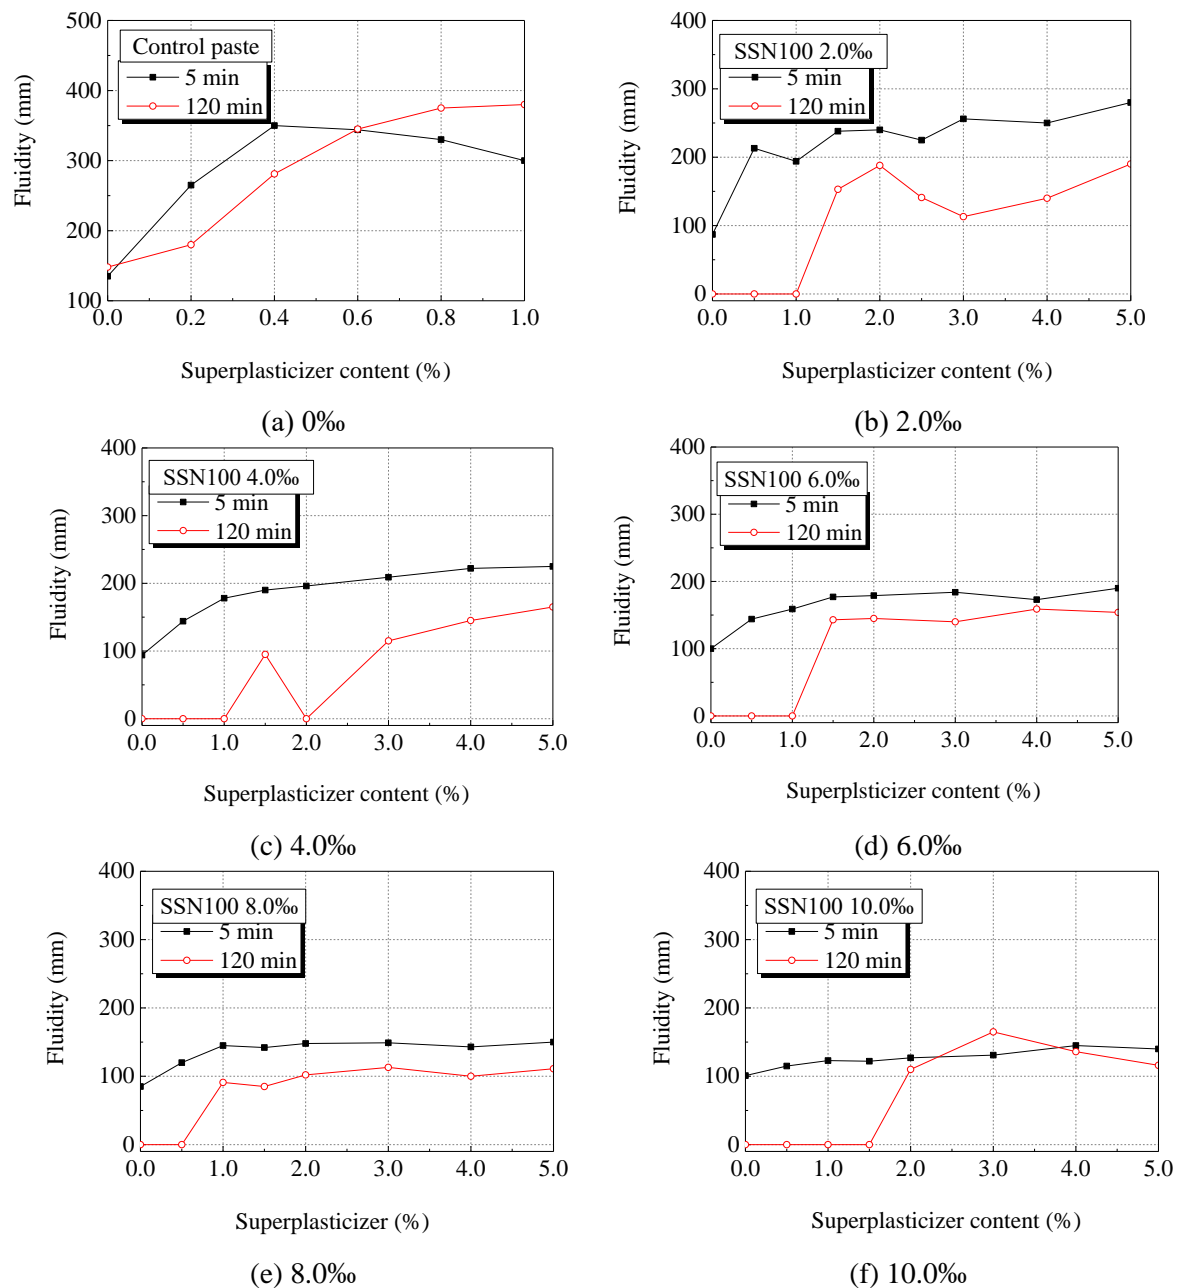 Control paste
5 min
120 min
Fluidity (mm)
500
400
300
200
100
0.0 0.2 0.4 0.6 0.8 1.0
Superplasticizer content (%)
(a) 0‰
SSN100 2.0‰
5 min
120 min
Fluidity (mm)
400
300
200
100
0
0.0 1.0 2.0 3.0 4.0 5.0
Superplasticizer content (%)
(b) 2.0‰
SSN100 4.0‰
5 min
120 min
Fluidity (mm)
400
300
200
100
0
0.0 1.0 2.0 3.0 4.0 5.0
Superplasticizer content (%)
(c) 4.0‰
SSN100 6.0‰
5 min
120 min
Fluidity (mm)
400
300
200
100
0
0.0 1.0 2.0 3.0 4.0 5.0
Superplsticizer content (%)
(d) 6.0‰
SSN100 8.0‰
5 min
120 min
Fluidity (mm)
400
300
200
100
0
0.0 1.0 2.0 3.0 4.0 5.0
Superplasticizer (%)
(e) 8.0‰
SSN100 10.0‰
5 min
120 min
Fluidity (mm)
400
300
200
100
0
0.0 1.0 2.0 3.0 4.0 5.0
Superplasticizer content (%)
(f) 10.0‰